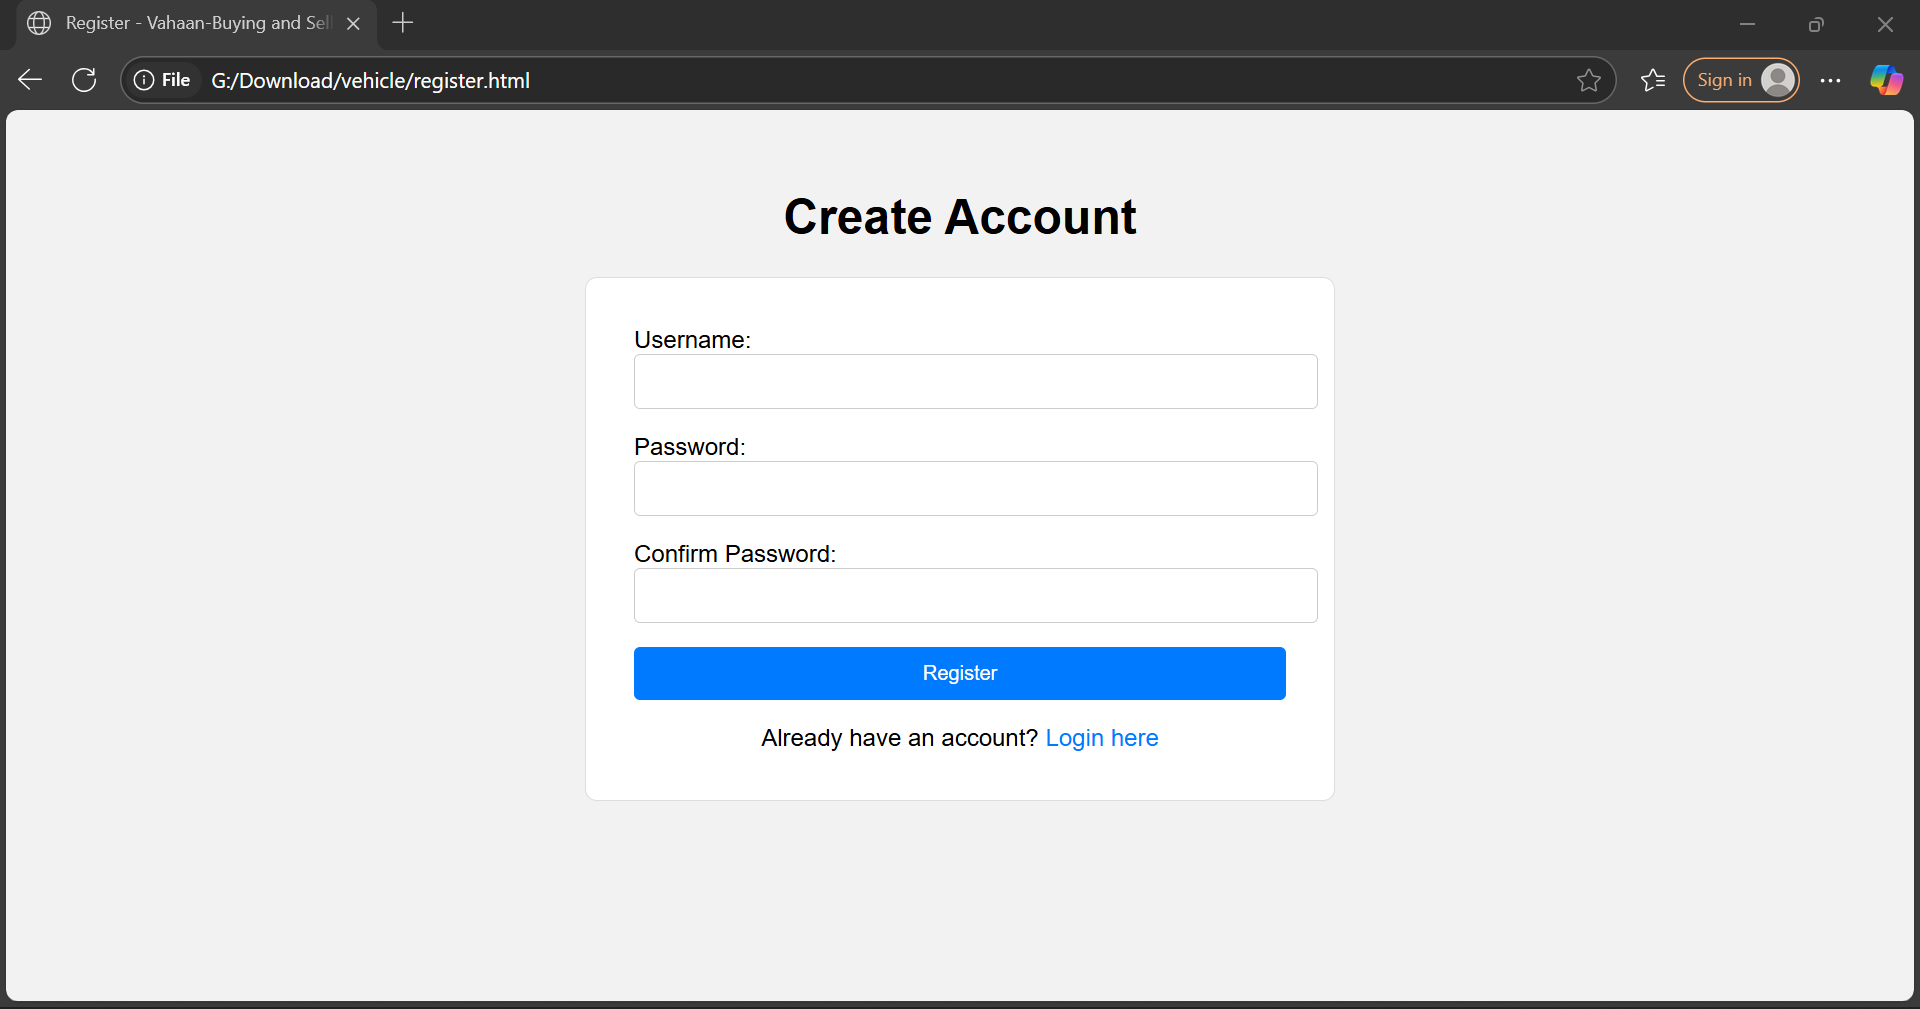 Register - Vahaan-Buying and Sell
File G:/Download/vehicle/register.html
Sign in
Create Account
Username:
Password:
Confirm Password:
Register
Already have an account? Login here